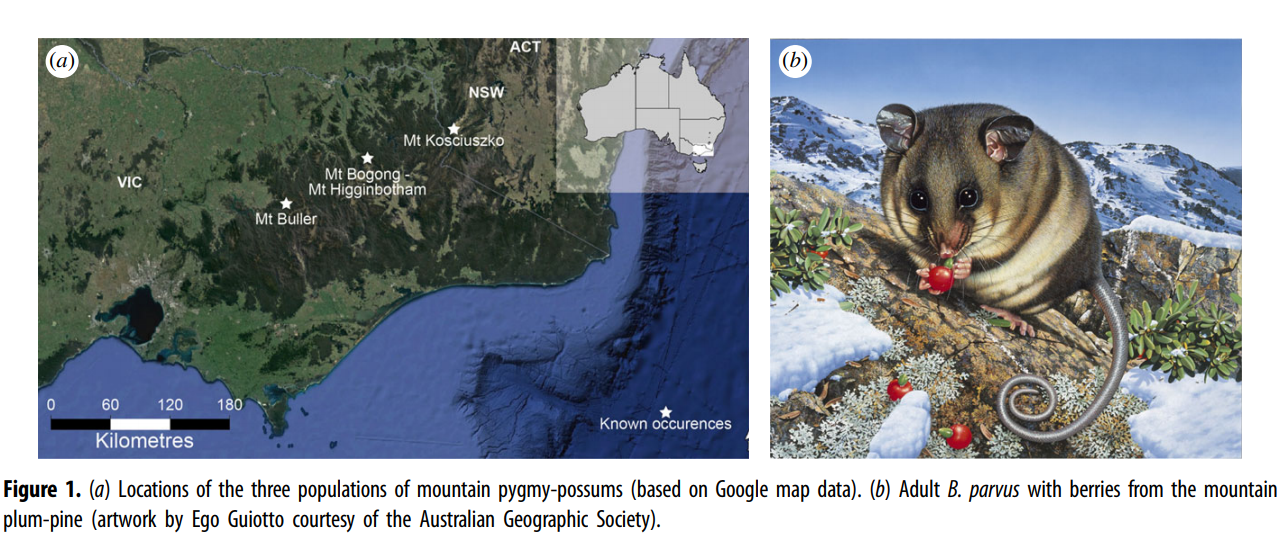 (a)
ACT
NSW
Mt Kosciuszko
Mt Bogong -
Mt Higginbotham
VIC
Mt Buller
0 60 120 180
Kilometres
Known occurences
(b)
Figure 1. (a) Locations of the three populations of mountain pygmy-possums (based on Google map data). (b) Adult B. parvus with berries from the mountain
plum-pine (artwork by Ego Guiotto courtesy of the Australian Geographic Society).